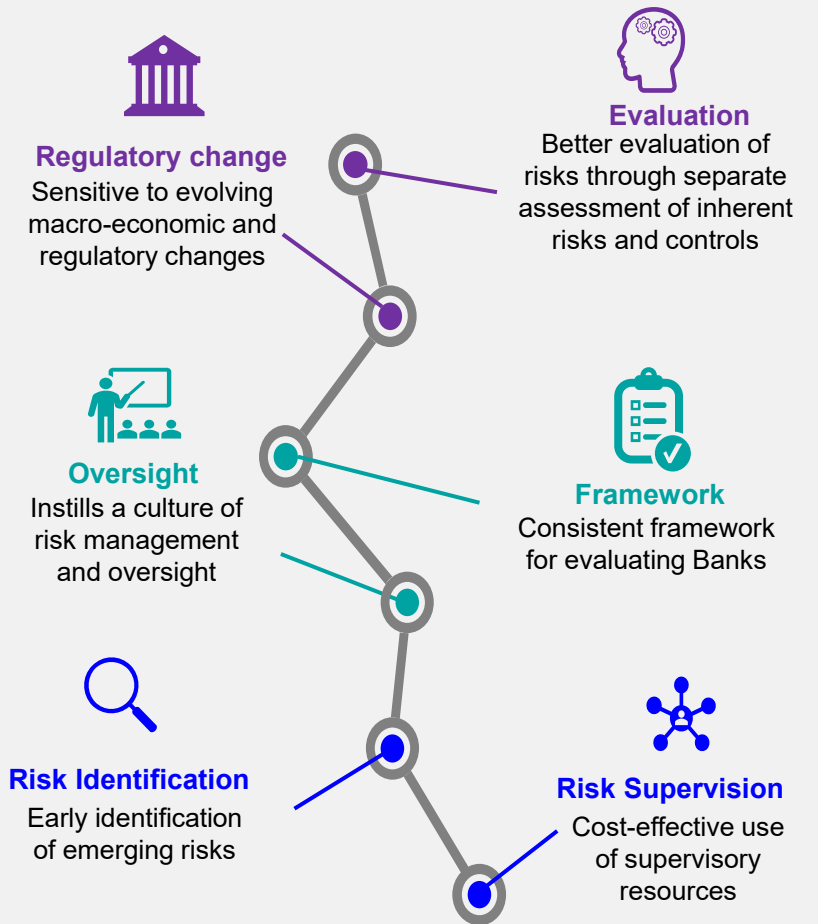 Regulatory change
Sensitive to evolving
macro-economic and
regulatory changes
Evaluation
Better evaluation of
risks through separate
assessment of inherent
risks and controls
Oversight
Instills a culture of
risk management
and oversight
Framework
Consistent framework
for evaluating Banks
Risk Identification
Early identification
of emerging risks
Risk Supervision
Cost-effective use
of supervisory
resources